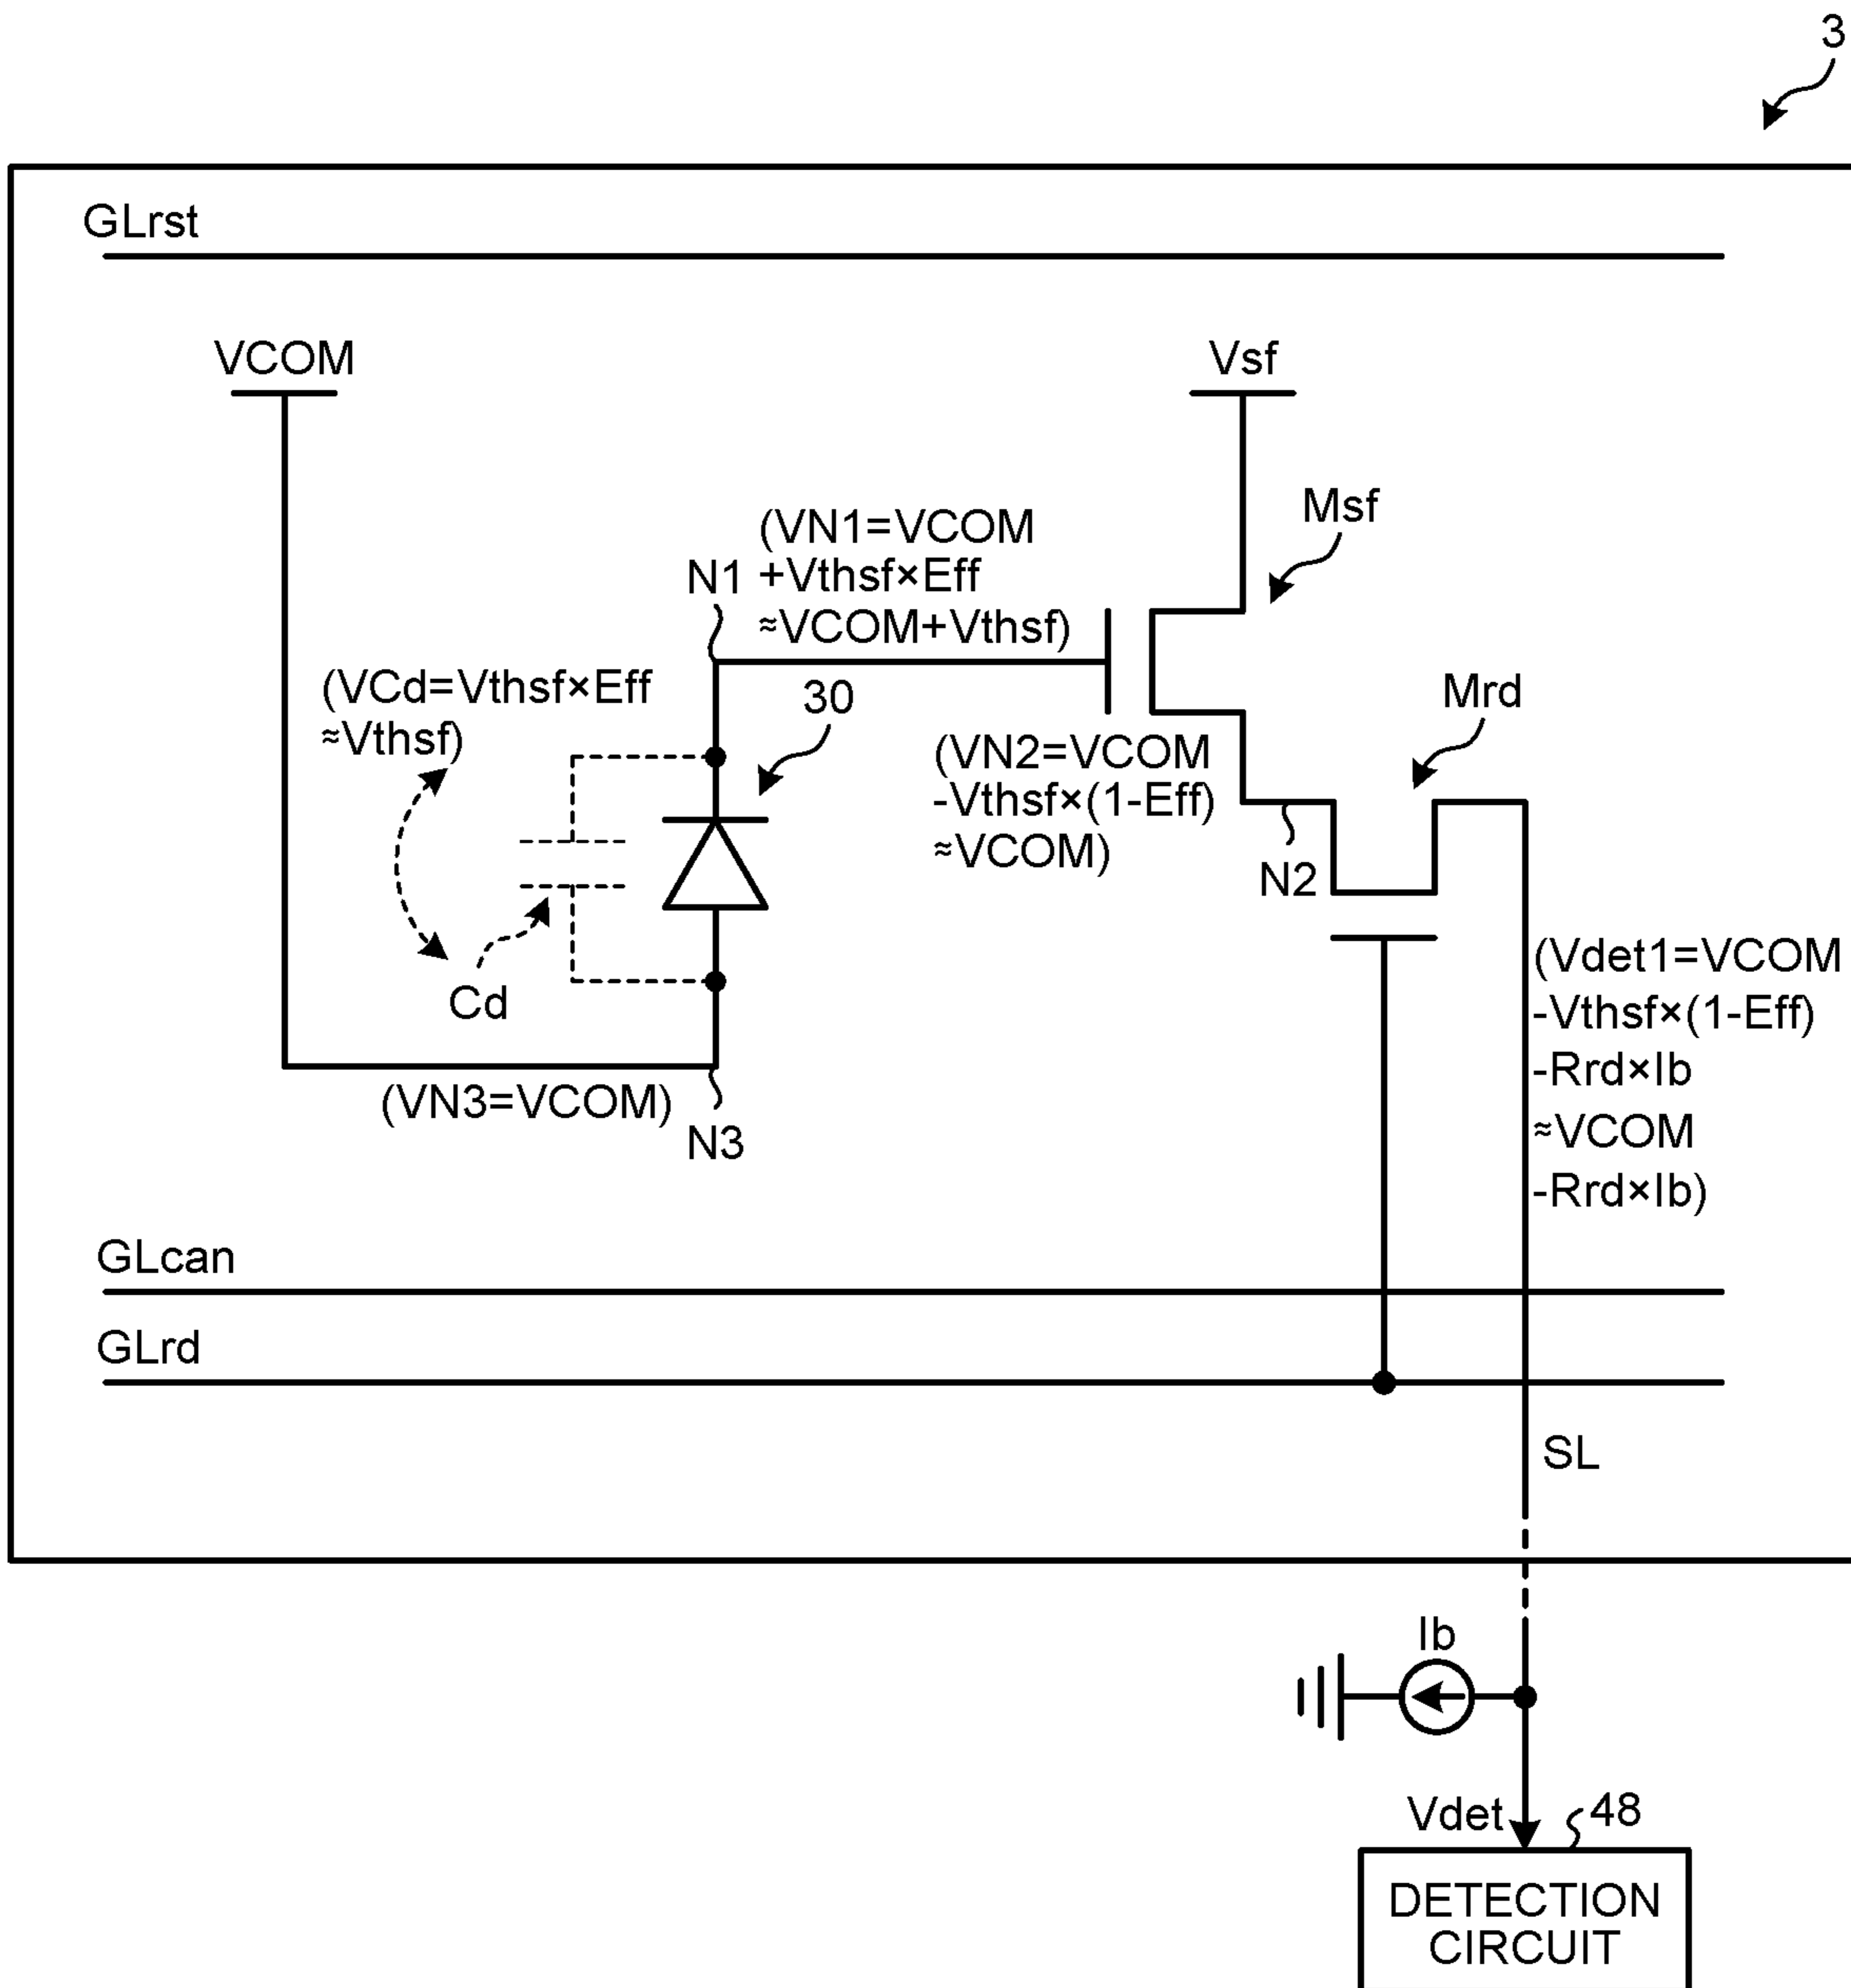 3
GLrst
VCOM
Vsf
Msf
(VN1=VCOM
N1 +Vthsf×Eff
≈VCOM+Vthsf)
(VCd=Vthsf×Eff
≈Vthsf)
30
Mrd
(VN2=VCOM
-Vthsf×(1-Eff)
≈VCOM)
N2
Cd
(Vdet1=VCOM
-Vthsf×(1-Eff)
-Rrd×Ib
≈VCOM
-Rrd×Ib)
(VN3=VCOM)
N3
GLcan
GLrd
SL
Ib
Vdet
48
DETECTION
CIRCUIT